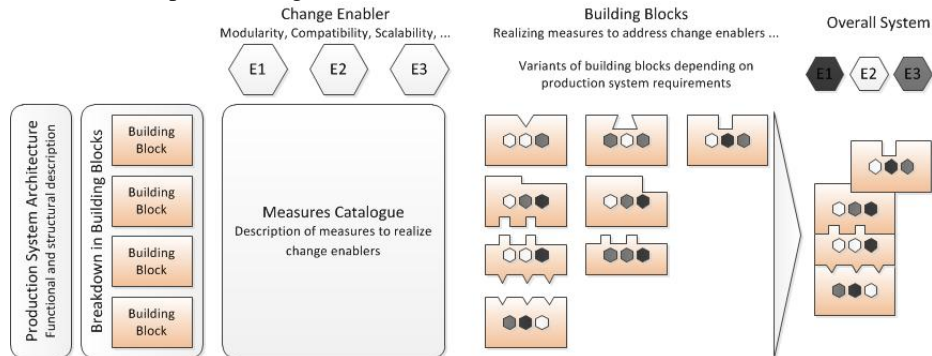 Change Enabler
Modularity, Compatibility, Scalability, ...
E1
E2
E3
Building Blocks
Realizing measures to address change enablers ...
Variants of building blocks depending on
production system requirements
Overall System
E1
E2
E3
Production System Architecture
Functional and structural description
Breakdown in Building Blocks
Building
Block
Building
Block
Building
Block
Building
Block
Measures Catalogue
Description of measures to realize
change enablers